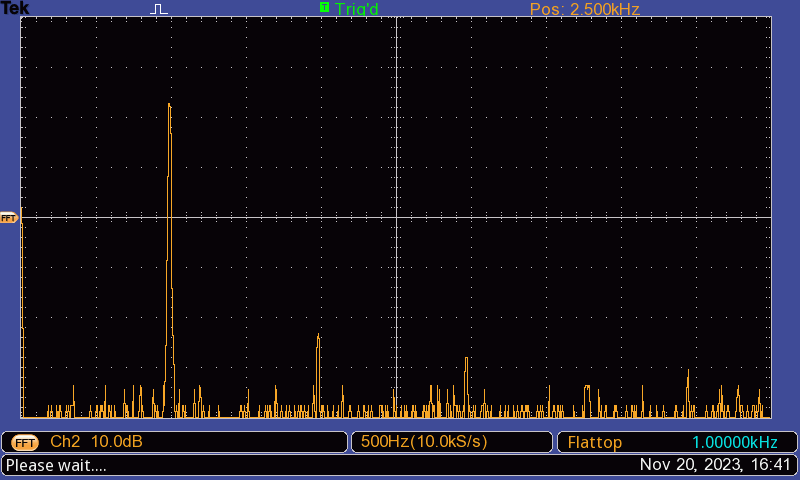 Tek T Trig'd Pos: 2.500kHz
FFT
FFT Ch2 10.0dB 500Hz(10.0kS/s) Flattop 1.00000kHz
Please wait.... Nov 20, 2023, 16:41